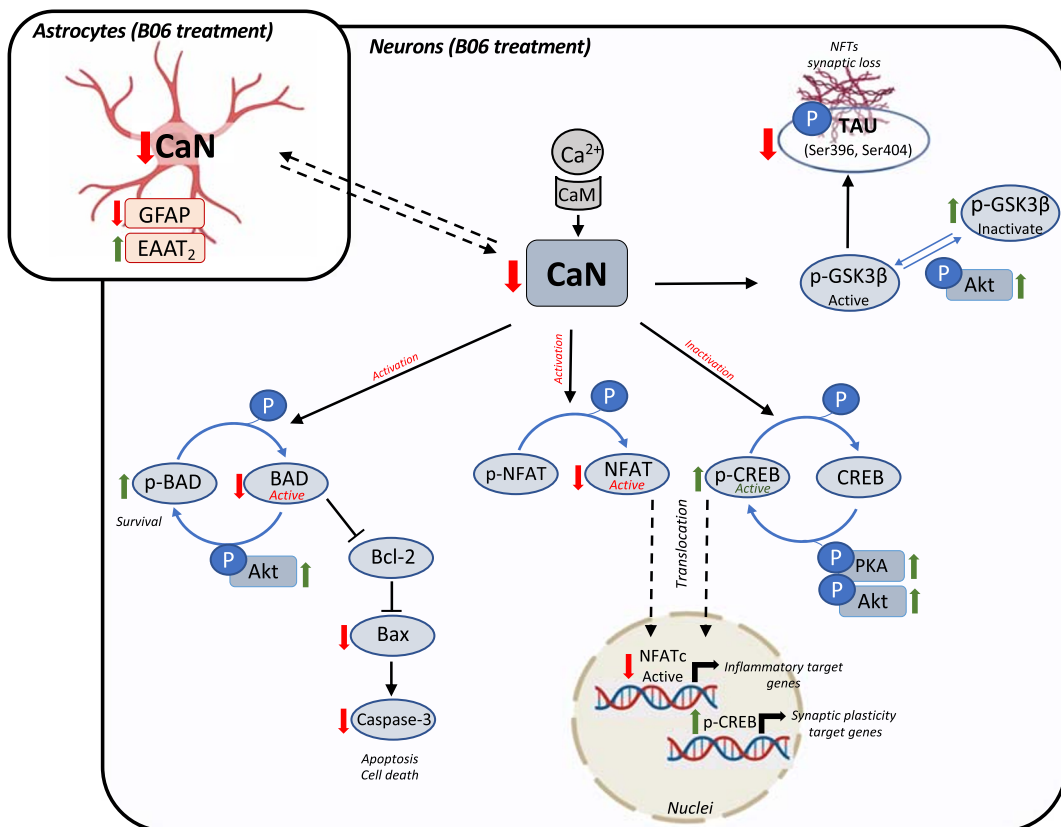 Astrocytes (B06 treatment)
CaN
GFAP
EAAT2
Neurons (B06 treatment)
NFTs
synaptic loss
P
TAU
(Ser396, Ser404)
Ca2+
CaM
CaN
p-GSK3β
Inactivate
p-GSK3β
Active
P
Akt
Activation
Activation
Inactivation
P
p-BAD
BAD
Active
Survival
P
Akt
Bcl-2
Bax
Caspase-3
Apoptosis
Cell death
P
p-NFAT
NFAT
Active
P
p-CREB
Active
CREB
P
PKA
P
Akt
Translocation
NFATc
Active
Inflammatory target
genes
p-CREB
Synaptic plasticity
target genes
Nuclei